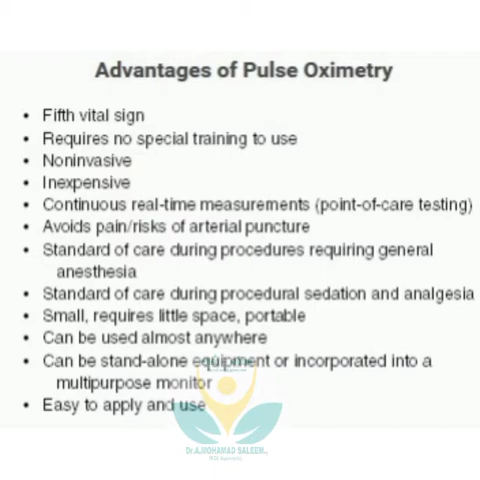 Advantages of Pulse Oximetry
• Fifth vital sign
• Requires no special training to use
• Noninvasive
• Inexpensive
• Continuous real-time measurements (point-of-care testing)
• Avoids pain/risks of arterial puncture
• Standard of care during procedures requiring general
anesthesia
• Standard of care during procedural sedation and analgesia
• Small, requires little space, portable
• Can be used almost anywhere
• Can be stand-alone equipment or incorporated into a
multipurpose monitor
• Easy to apply and use
Dr.AJMOHAMAD SALEEM